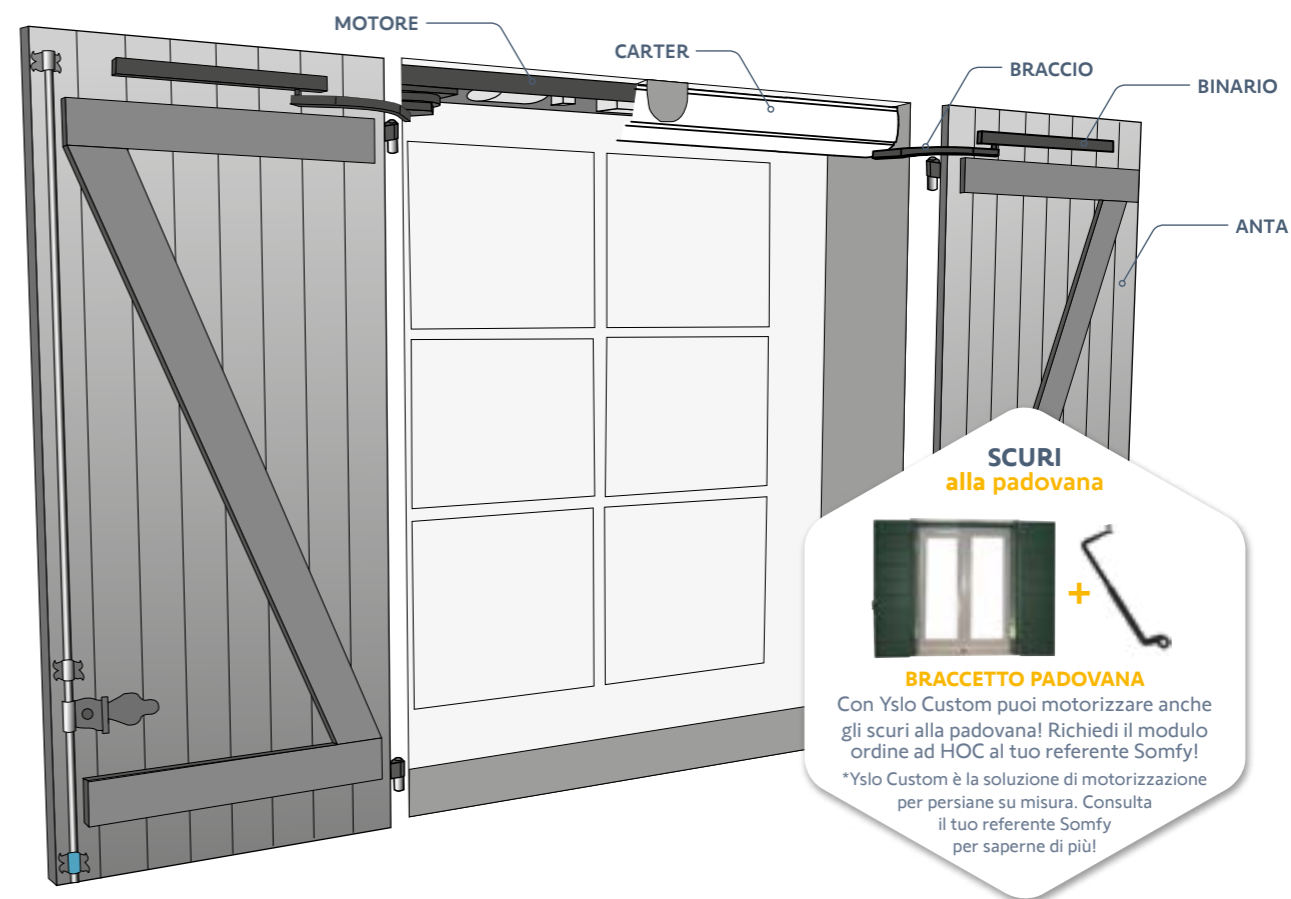 MOTORE
CARTER
BRACCIO
BINARIO
ANTA
SCURI
alla padovana
+
BRACCETTO PADOVANA
Con Yslo Custom puoi motorizzare anche
gli scuri alla padovana! Richiedi il modulo
ordine ad HOC al tuo referente Somfy!
*Yslo Custom è la soluzione di motorizzazione
per persiane su misura. Consulta
il tuo referente Somfy
per saperne di più!